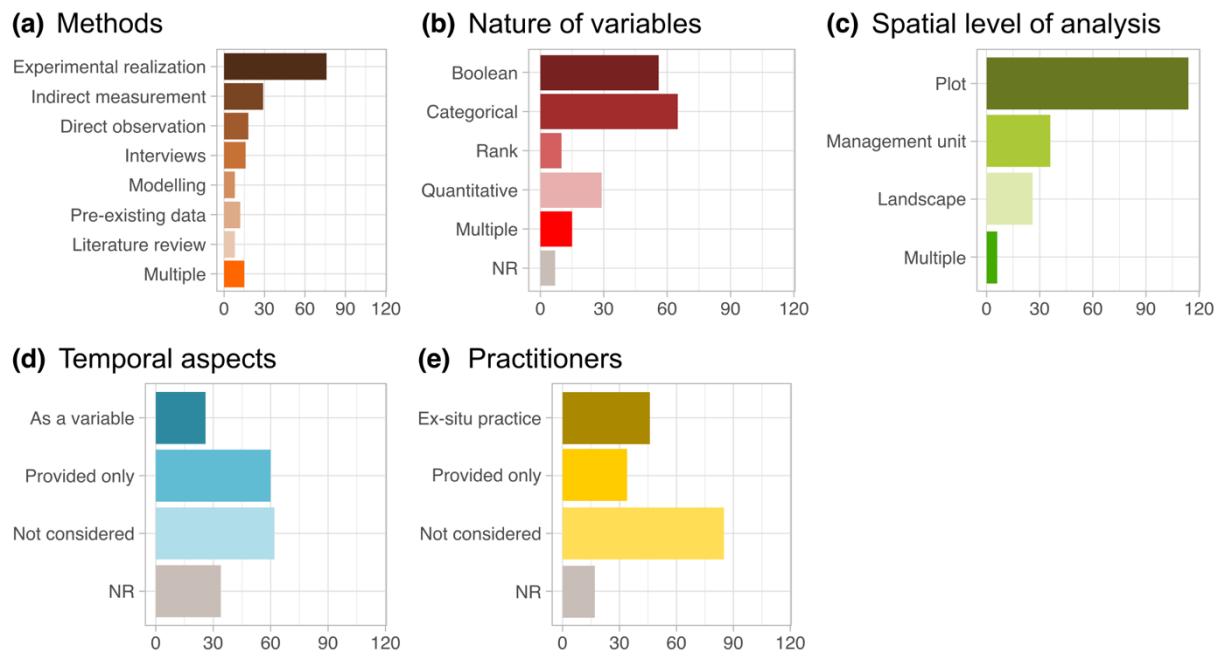 (a) Methods
Experimental realization
Indirect measurement
Direct observation
Interviews
Modelling
Pre-existing data
Literature review
Multiple
0 30 60 90 120
(b) Nature of variables
Boolean
Categorical
Rank
Quantitative
Multiple
NR
0 30 60 90 120
(c) Spatial level of analysis
Plot
Management unit
Landscape
Multiple
0 30 60 90 120
(d) Temporal aspects
As a variable
Provided only
Not considered
NR
0 30 60 90 120
(e) Practitioners
Ex-situ practice
Provided only
Not considered
NR
0 30 60 90 120